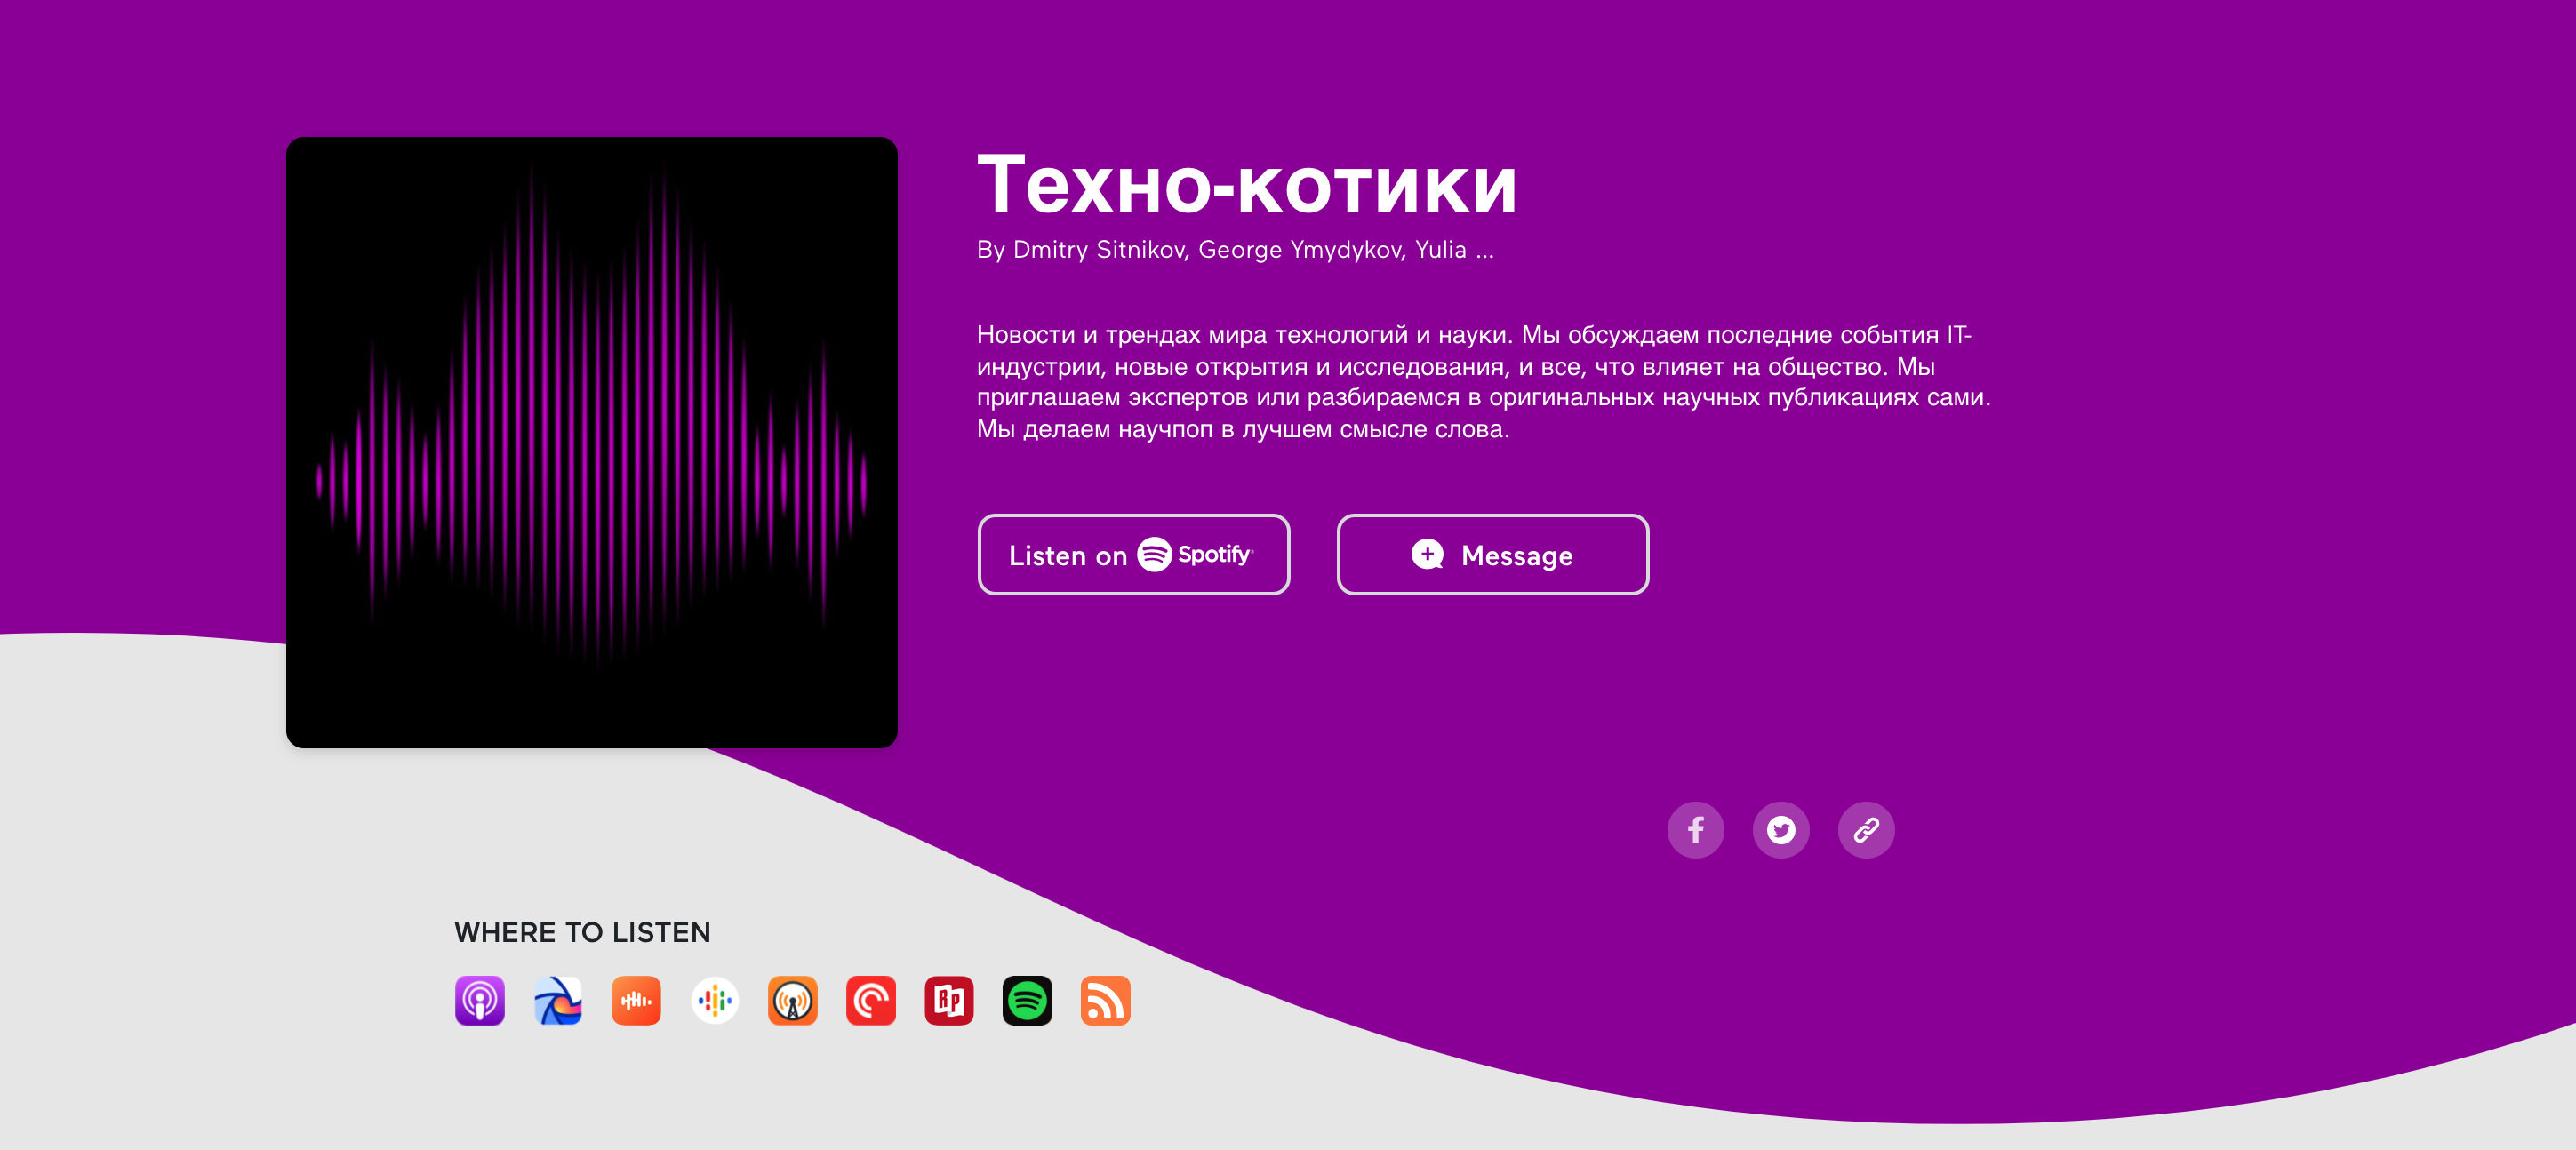 Техно-котики
By Dmitry Sitnikov, George Ymydykov, Yulia ...
Новости и трендах мира технологий и науки. Мы обсуждаем последние события IT-
индустрии, новые открытия и исследования, и все, что влияет на общество. Мы
приглашаем экспертов или разбираемся в оригинальных научных публикациях сами.
Мы делаем научпоп в лучшем смысле слова.
Listen on Spotify
Message
WHERE TO LISTEN
RP